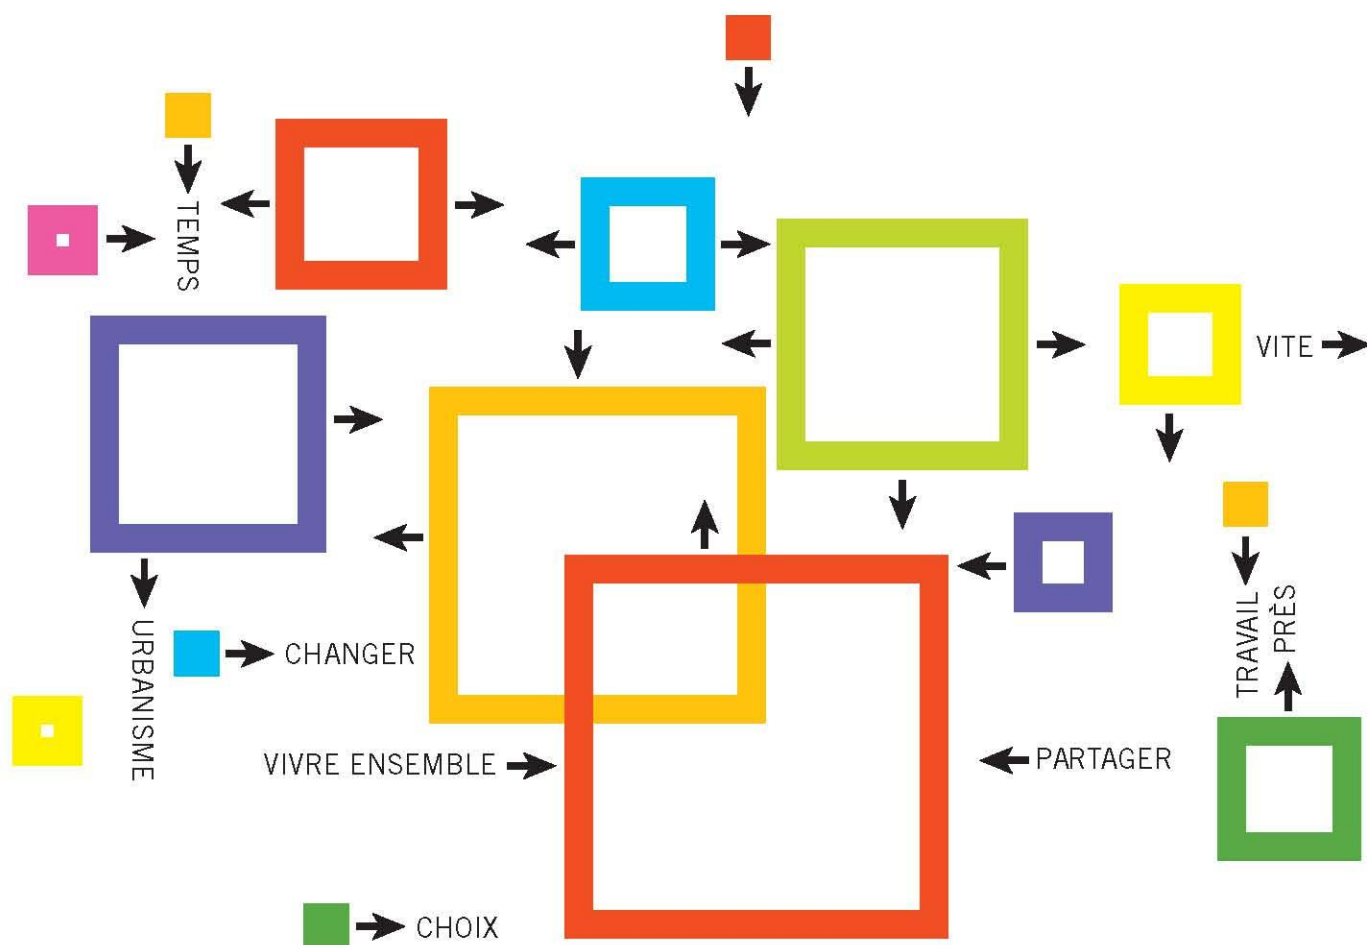 TEMPS
VITE
URBANISME
CHANGER
TRAVAIL
PRÈS
VIVRE ENSEMBLE
PARTAGER
CHOIX